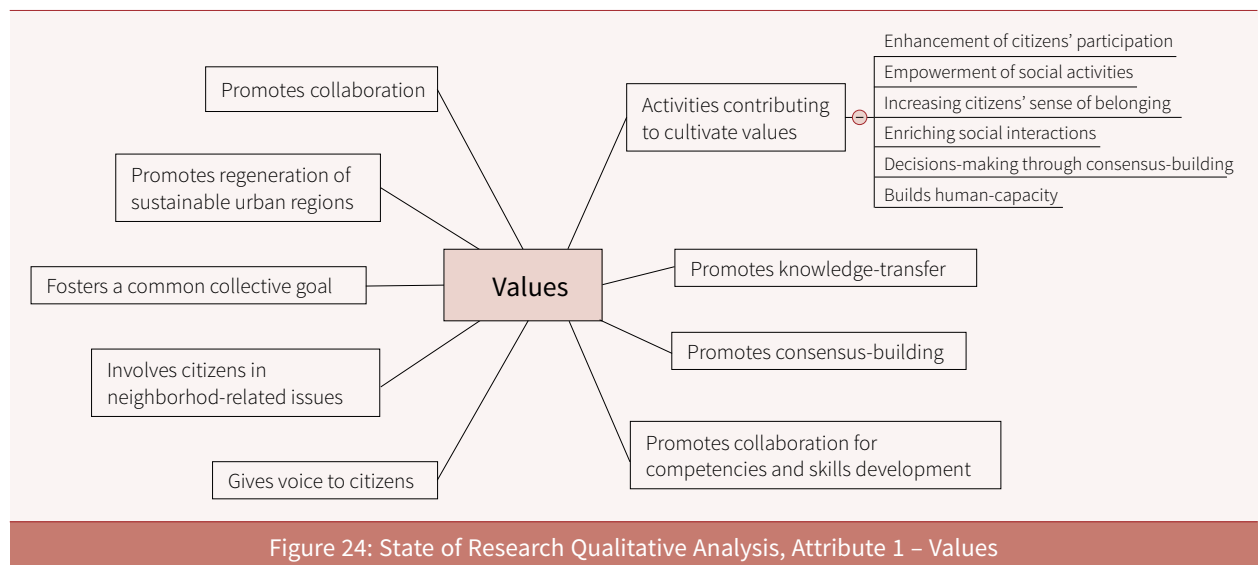 Promotes collaboration
Promotes regeneration of
sustainable urban regions
Fosters a common collective goal
Involves citizens in
neighborhod-related issues
Gives voice to citizens
Values
Activities contributing
to cultivate values
Enhancement of citizens’ participation
Empowerment of social activities
Increasing citizens’ sense of belonging
Enriching social interactions
Decisions-making through consensus-building
Builds human-capacity
Promotes knowledge-transfer
Promotes consensus-building
Promotes collaboration for
competencies and skills development
Figure 24: State of Research Qualitative Analysis, Attribute 1 – Values